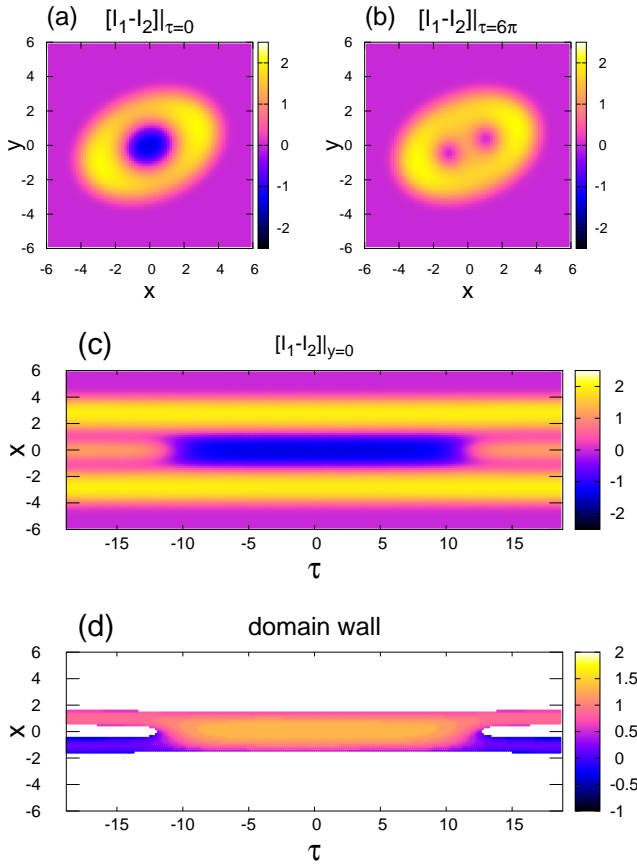 (a) [I₁-I₂]|τ=0
(b) [I₁-I₂]|τ=6π
6 4 2 0 -2 -4 -6
y
-6 -4 -2 0 2 4 6
x
2 1 0 -1 -2
6 4 2 0 -2 -4 -6
y
-6 -4 -2 0 2 4 6
x
2 1 0 -1 -2
(c) [I₁-I₂]|y=0
6 4 2 0 -2 -4 -6
x
-15 -10 -5 0 5 10 15
τ
2 1 0 -1 -2
(d) domain wall
6 4 2 0 -2 -4 -6
x
-15 -10 -5 0 5 10 15
τ
2 1.5 1 0.5 0 -0.5 -1